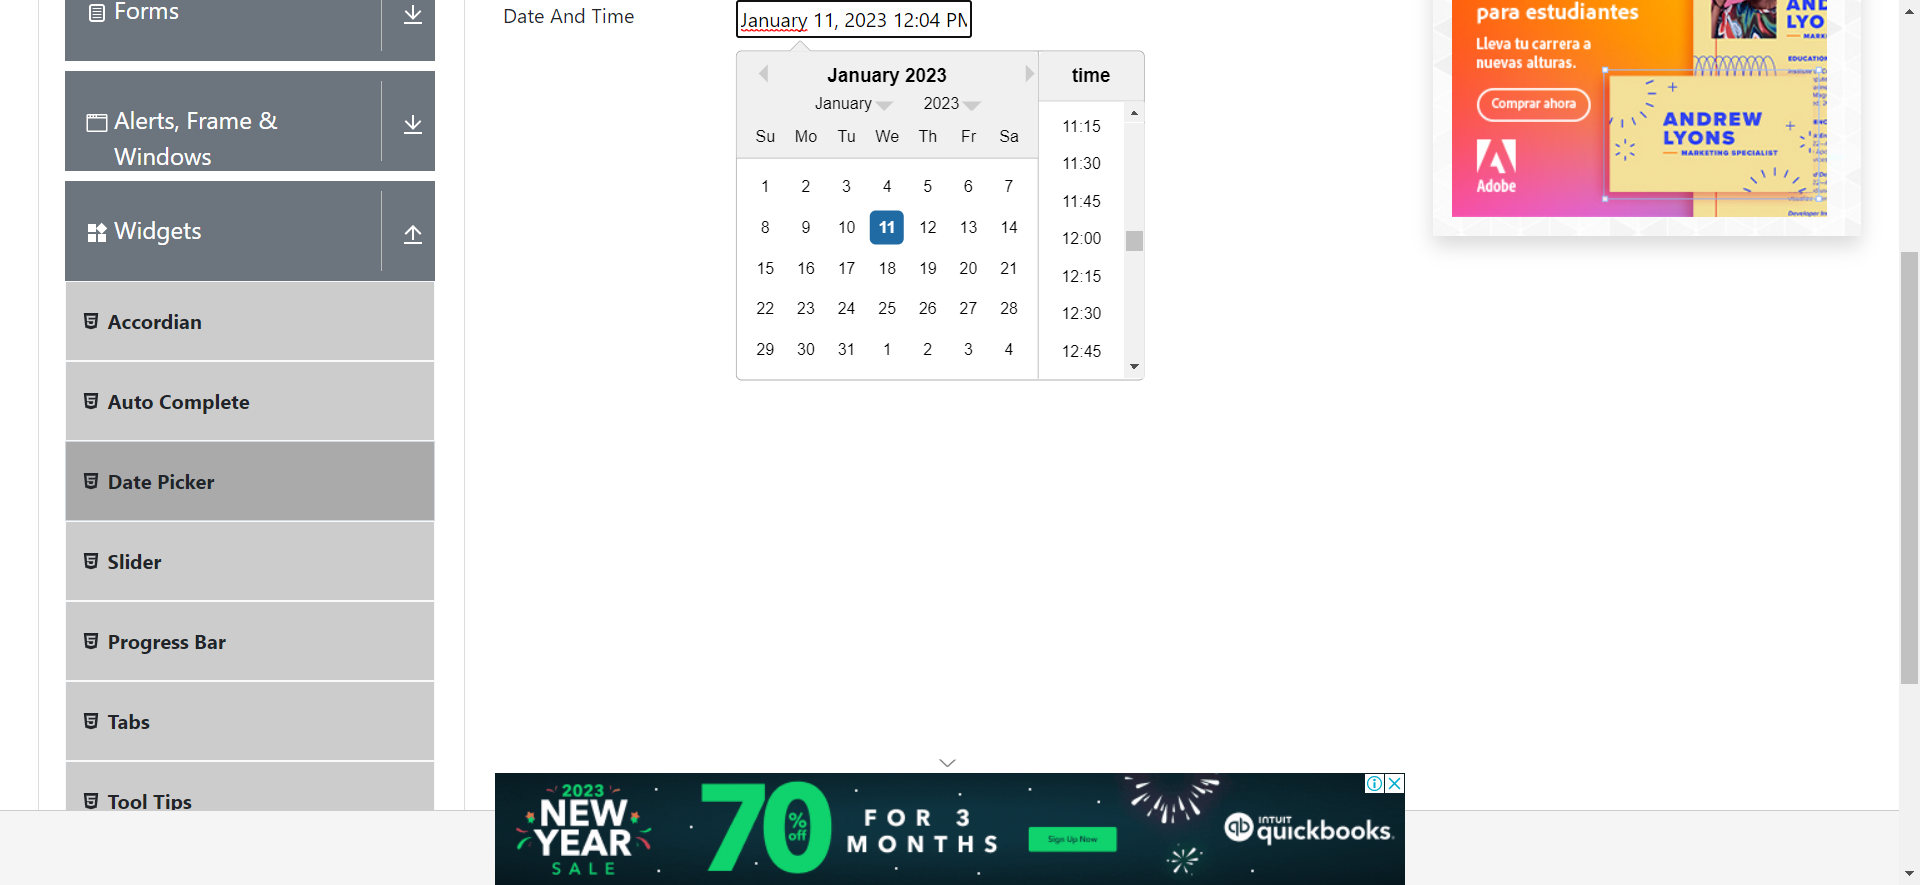 Forms
Alerts, Frame &
Windows
Widgets
Accordian
Auto Complete
Date Picker
Slider
Progress Bar
Tabs
Tool Tips
Date And Time
January 11, 2023 12:04 PM
January 2023
January 2023
Su Mo Tu We Th Fr Sa
1 2 3 4 5 6 7
8 9 10 11 12 13 14
15 16 17 18 19 20 21
22 23 24 25 26 27 28
29 30 31 1 2 3 4
time
11:15
11:30
11:45
12:00
12:15
12:30
12:45
para estudiantes
Lleva tu carrera a
nuevas alturas.
Comprar ahora
Adobe
LYO
EDUCATIO
ANDREW
LYONS
MARKETING SPECIALIST
2023
NEW
YEAR
SALE
70
% off
FOR 3
MONTHS
Sign Up Now
INTUIT
quickbooks.